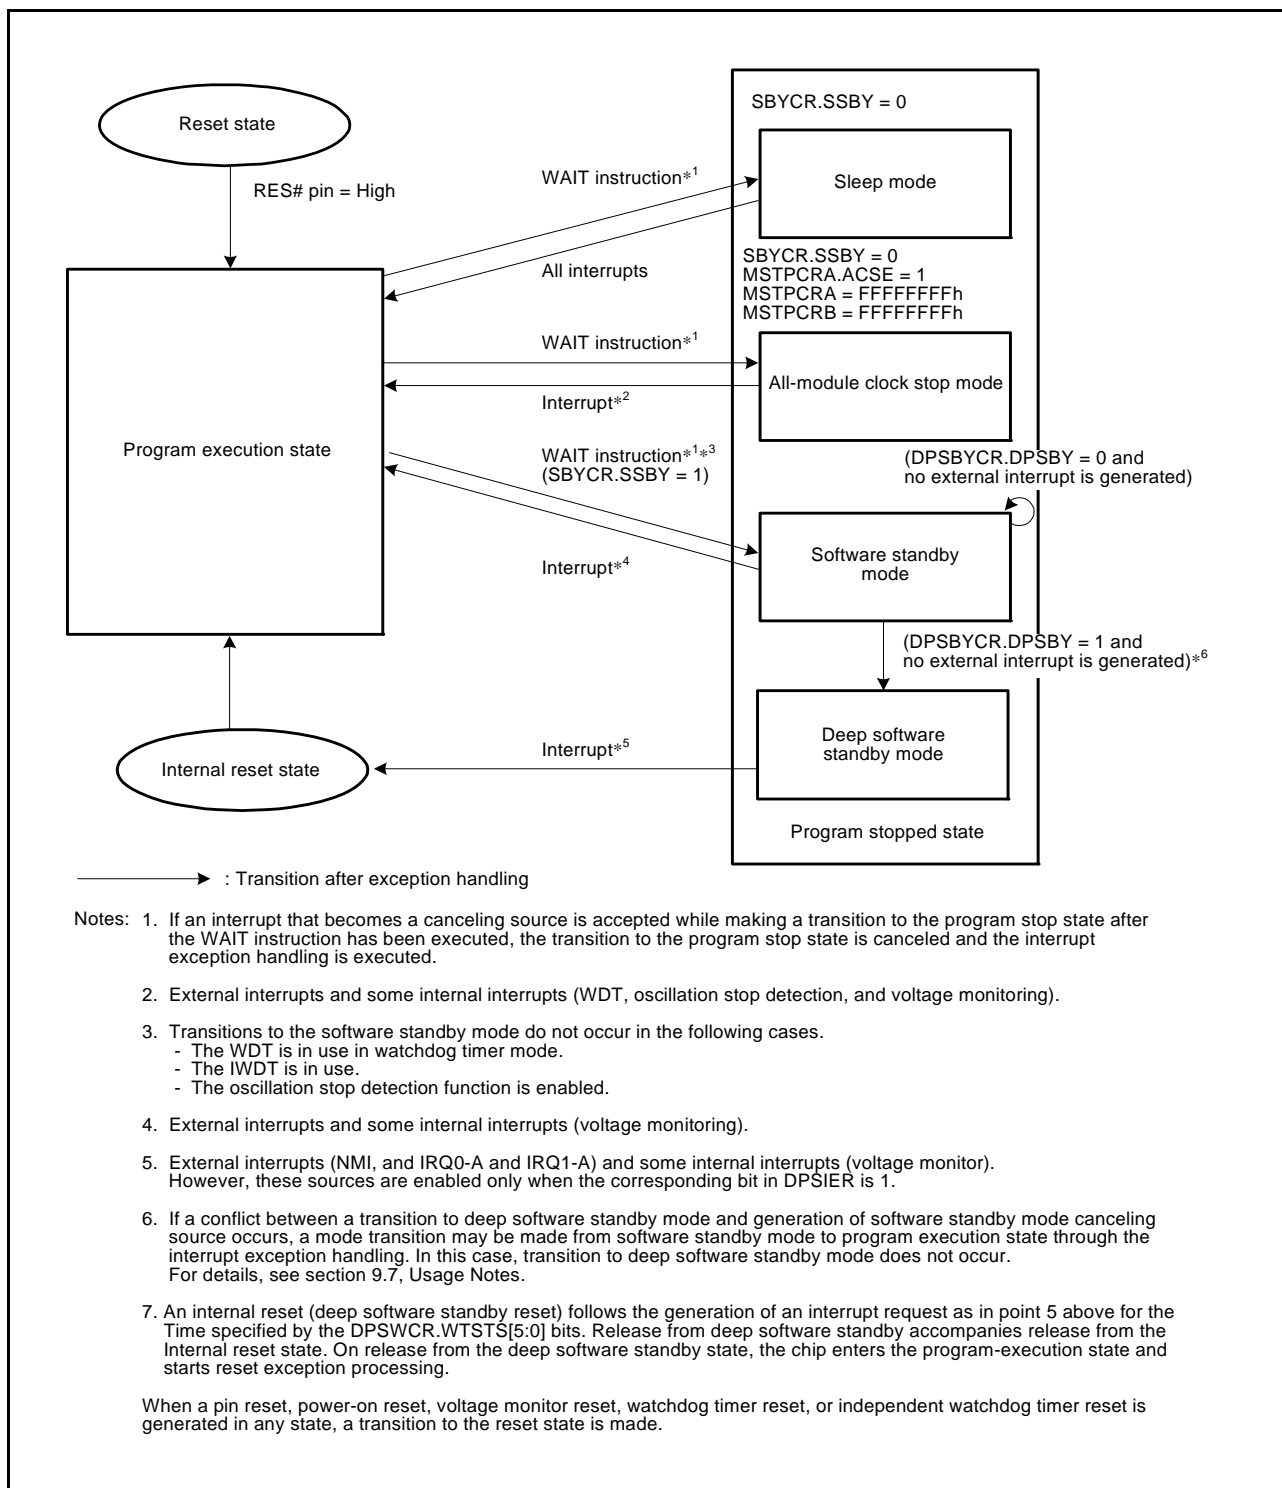 SBYCR.SSBY = 0
Reset state
WAIT instruction*1
Sleep mode
RES# pin = High
All interrupts
SBYCR.SSBY = 0
MSTPCRA.ACSE = 1
MSTPCRA = FFFFFFFFh
MSTPCRB = FFFFFFFFh
WAIT instruction*1
All-module clock stop mode
Interrupt*2
Program execution state
WAIT instruction*1*3
(SBYCR.SSBY = 1)
(DPSBYCR.DPSBY = 0 and
no external interrupt is generated)
Software standby
mode
Interrupt*4
(DPSBYCR.DPSBY = 1 and
no external interrupt is generated)*6
Deep software
standby mode
Interrupt*5
Internal reset state
Program stopped state
: Transition after exception handling
Notes: 1. If an interrupt that becomes a canceling source is accepted while making a transition to the program stop state after
the WAIT instruction has been executed, the transition to the program stop state is canceled and the interrupt
exception handling is executed.
2. External interrupts and some internal interrupts (WDT, oscillation stop detection, and voltage monitoring).
3. Transitions to the software standby mode do not occur in the following cases.
- The WDT is in use in watchdog timer mode.
- The IWDT is in use.
- The oscillation stop detection function is enabled.
4. External interrupts and some internal interrupts (voltage monitoring).
5. External interrupts (NMI, and IRQ0-A and IRQ1-A) and some internal interrupts (voltage monitor).
However, these sources are enabled only when the corresponding bit in DPSIER is 1.
6. If a conflict between a transition to deep software standby mode and generation of software standby mode canceling
source occurs, a mode transition may be made from software standby mode to program execution state through the
interrupt exception handling. In this case, transition to deep software standby mode does not occur.
For details, see section 9.7, Usage Notes.
7. An internal reset (deep software standby reset) follows the generation of an interrupt request as in point 5 above for the
Time specified by the DPSWCR.WTSTS[5:0] bits. Release from deep software standby accompanies release from the
Internal reset state. On release from the deep software standby state, the chip enters the program-execution state and
starts reset exception processing.
When a pin reset, power-on reset, voltage monitor reset, watchdog timer reset, or independent watchdog timer reset is
generated in any state, a transition to the reset state is made.